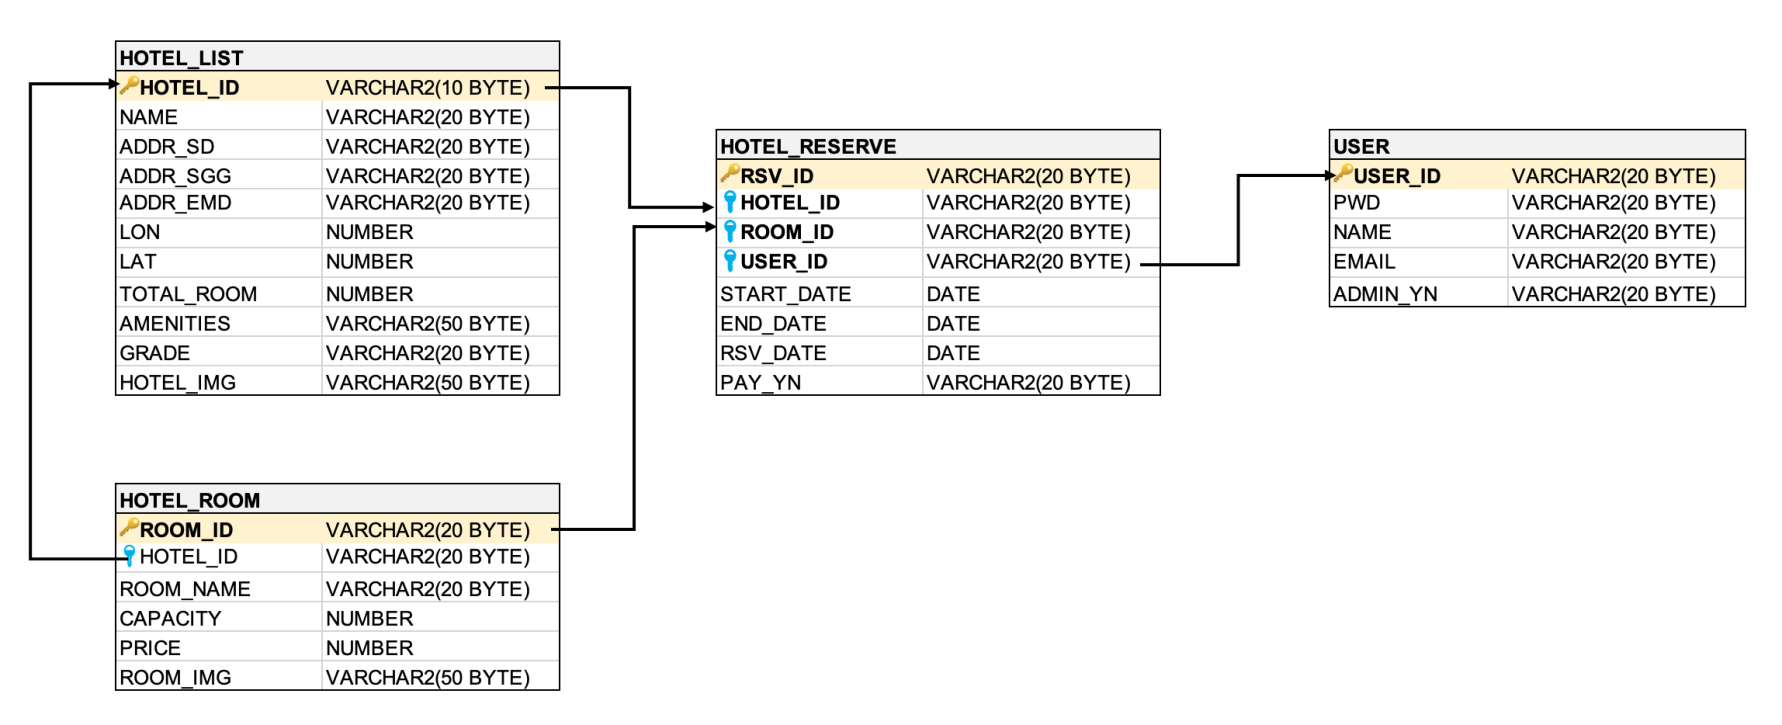 HOTEL_LIST
HOTEL_ID VARCHAR2(10 BYTE)
NAME VARCHAR2(20 BYTE)
ADDR_SD VARCHAR2(20 BYTE)
ADDR_SGG VARCHAR2(20 BYTE)
ADDR_EMD VARCHAR2(20 BYTE)
LON NUMBER
LAT NUMBER
TOTAL_ROOM NUMBER
AMENITIES VARCHAR2(50 BYTE)
GRADE VARCHAR2(20 BYTE)
HOTEL_IMG VARCHAR2(50 BYTE)
HOTEL_RESERVE
RSV_ID VARCHAR2(20 BYTE)
HOTEL_ID VARCHAR2(20 BYTE)
ROOM_ID VARCHAR2(20 BYTE)
USER_ID VARCHAR2(20 BYTE)
START_DATE DATE
END_DATE DATE
RSV_DATE DATE
PAY_YN VARCHAR2(20 BYTE)
USER
USER_ID VARCHAR2(20 BYTE)
PWD VARCHAR2(20 BYTE)
NAME VARCHAR2(20 BYTE)
EMAIL VARCHAR2(20 BYTE)
ADMIN_YN VARCHAR2(20 BYTE)
HOTEL_ROOM
ROOM_ID VARCHAR2(20 BYTE)
HOTEL_ID VARCHAR2(20 BYTE)
ROOM_NAME VARCHAR2(20 BYTE)
CAPACITY NUMBER
PRICE NUMBER
ROOM_IMG VARCHAR2(50 BYTE)